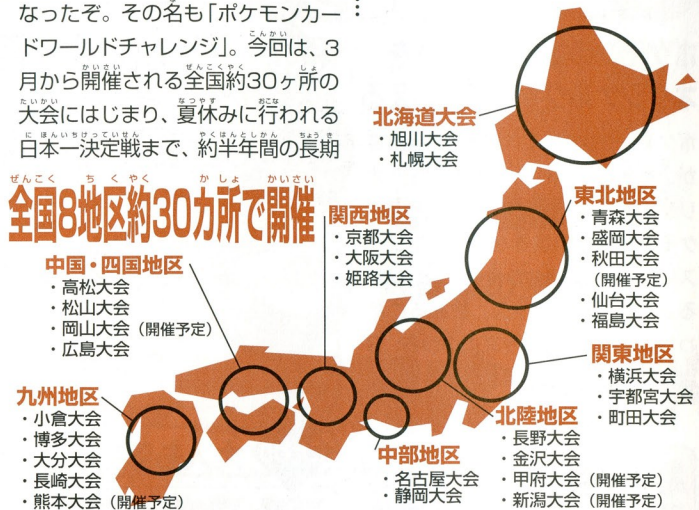 なったぞ。その名も「ポケモンカー
ドワールドチャレンジ」。今回は、3
月から開催される全国約30ヶ所の
大会にはじまり、夏休みに行われる
日本一決定戦まで、約半年間の長期
全国8地区約30カ所で開催
北海道大会
・旭川大会
・札幌大会
東北地区
・青森大会
・盛岡大会
・秋田大会
(開催予定)
・仙台大会
・福島大会
関西地区
・京都大会
・大阪大会
・姫路大会
中国・四国地区
・高松大会
・松山大会
・岡山大会(開催予定)
・広島大会
関東地区
・横浜大会
・宇都宮大会
・町田大会
九州地区
・小倉大会
・博多大会
・大分大会
・長崎大会
・熊本大会(開催予定)
中部地区
・名古屋大会
・静岡大会
北陸地区
・長野大会
・金沢大会
・甲府大会(開催予定)
・新潟大会(開催予定)